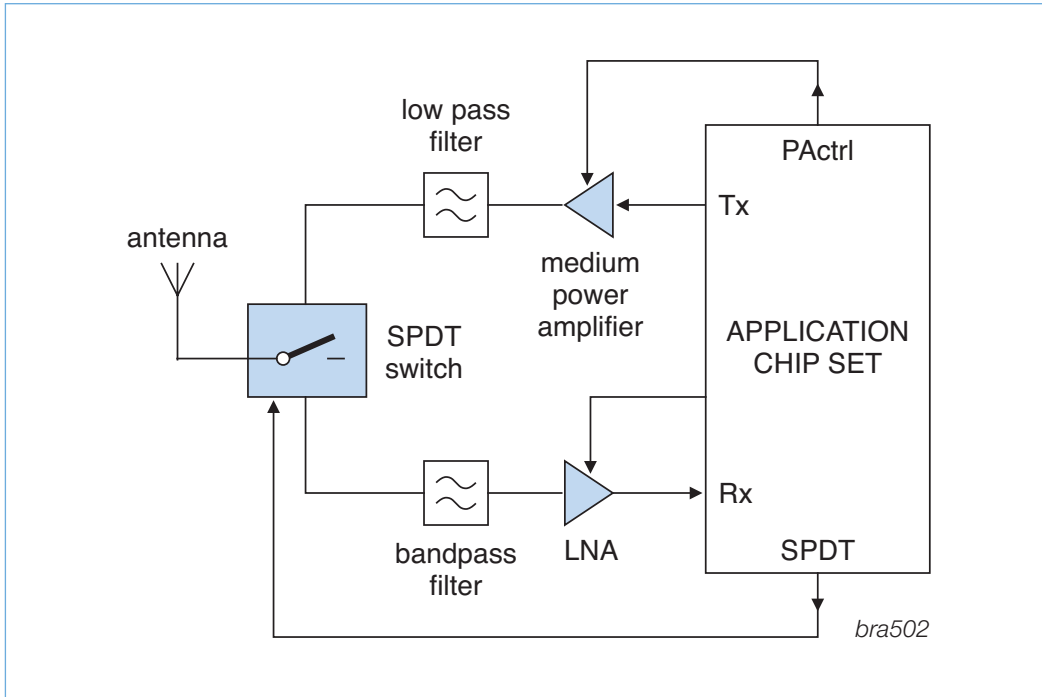 low pass
filter
PActrl
Tx
antenna
medium
power
amplifier
SPDT
switch
APPLICATION
CHIP SET
Rx
bandpass
filter
LNA
SPDT
bra502